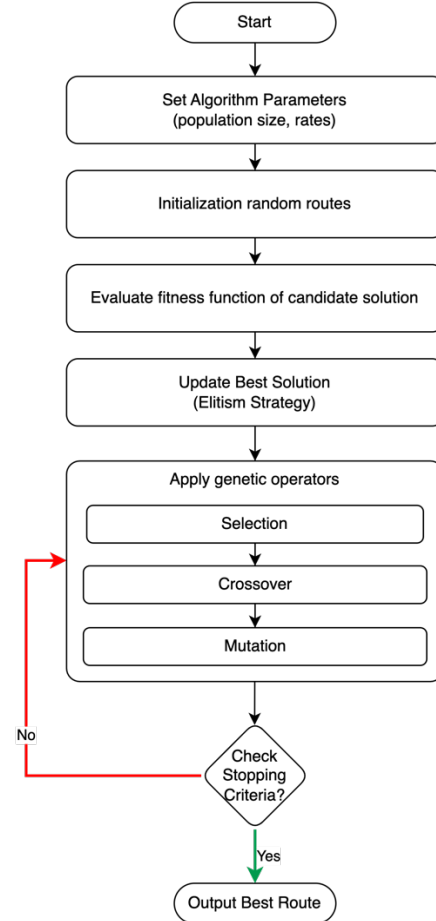 Start
Set Algorithm Parameters
(population size, rates)
Initialization random routes
Evaluate fitness function of candidate solution
Update Best Solution
(Elitism Strategy)
Apply genetic operators
Selection
Crossover
Mutation
No
Check
Stopping
Criteria?
Yes
Output Best Route